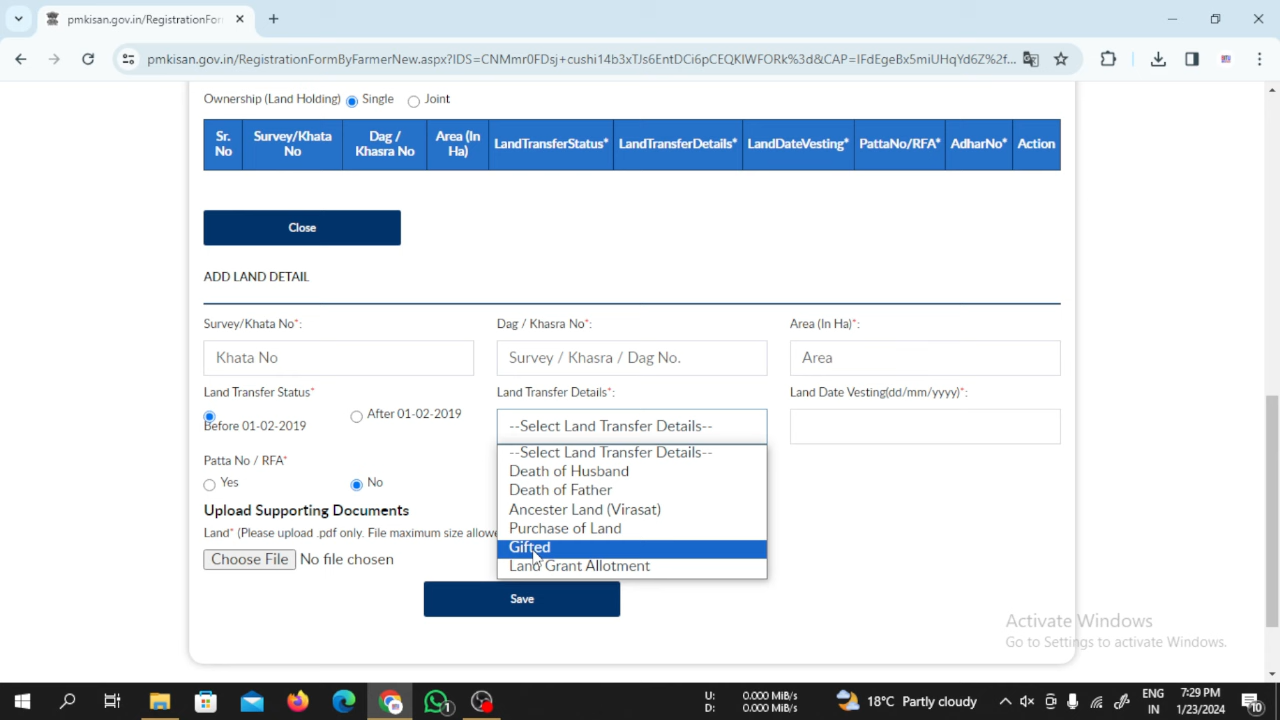 pmkisan.gov.in/RegistrationFor
pmkisan.gov.in/RegistrationFormByFarmerNew.aspx?IDS=CNMmr0FDsj+cushi14b3xTJs6EntDCi6pCEQKIWFORk%3d&CAP=IFdEgeBx5miUHqYd6Z%2f...
Ownership (Land Holding) Single Joint
Sr. No Survey/Khata No Dag / Khasra No Area (In Ha) LandTransferStatus* LandTransferDetails* LandDateVesting* PattaNo/RFA* AdharNo* Action
Close
ADD LAND DETAIL
Survey/Khata No*: Dag / Khasra No*: Area (In Ha)*:
Khata No Survey / Khasra / Dag No. Area
Land Transfer Status* Land Transfer Details*: Land Date Vesting(dd/mm/yyyy)*:
Before 01-02-2019 After 01-02-2019 --Select Land Transfer Details--
--Select Land Transfer Details--
Death of Husband
Death of Father
Ancester Land (Virasat)
Purchase of Land
Gifted
Land Grant Allotment
Patta No / RFA*
Yes No
Upload Supporting Documents
Land* (Please upload .pdf only. File maximum size allowe
Choose File No file chosen
Save
Activate Windows
Go to Settings to activate Windows.
U: 0.000 MiB/s
D: 0.000 MiB/s
18°C Partly cloudy
ENG
IN
7:29 PM
1/23/2024
1
10